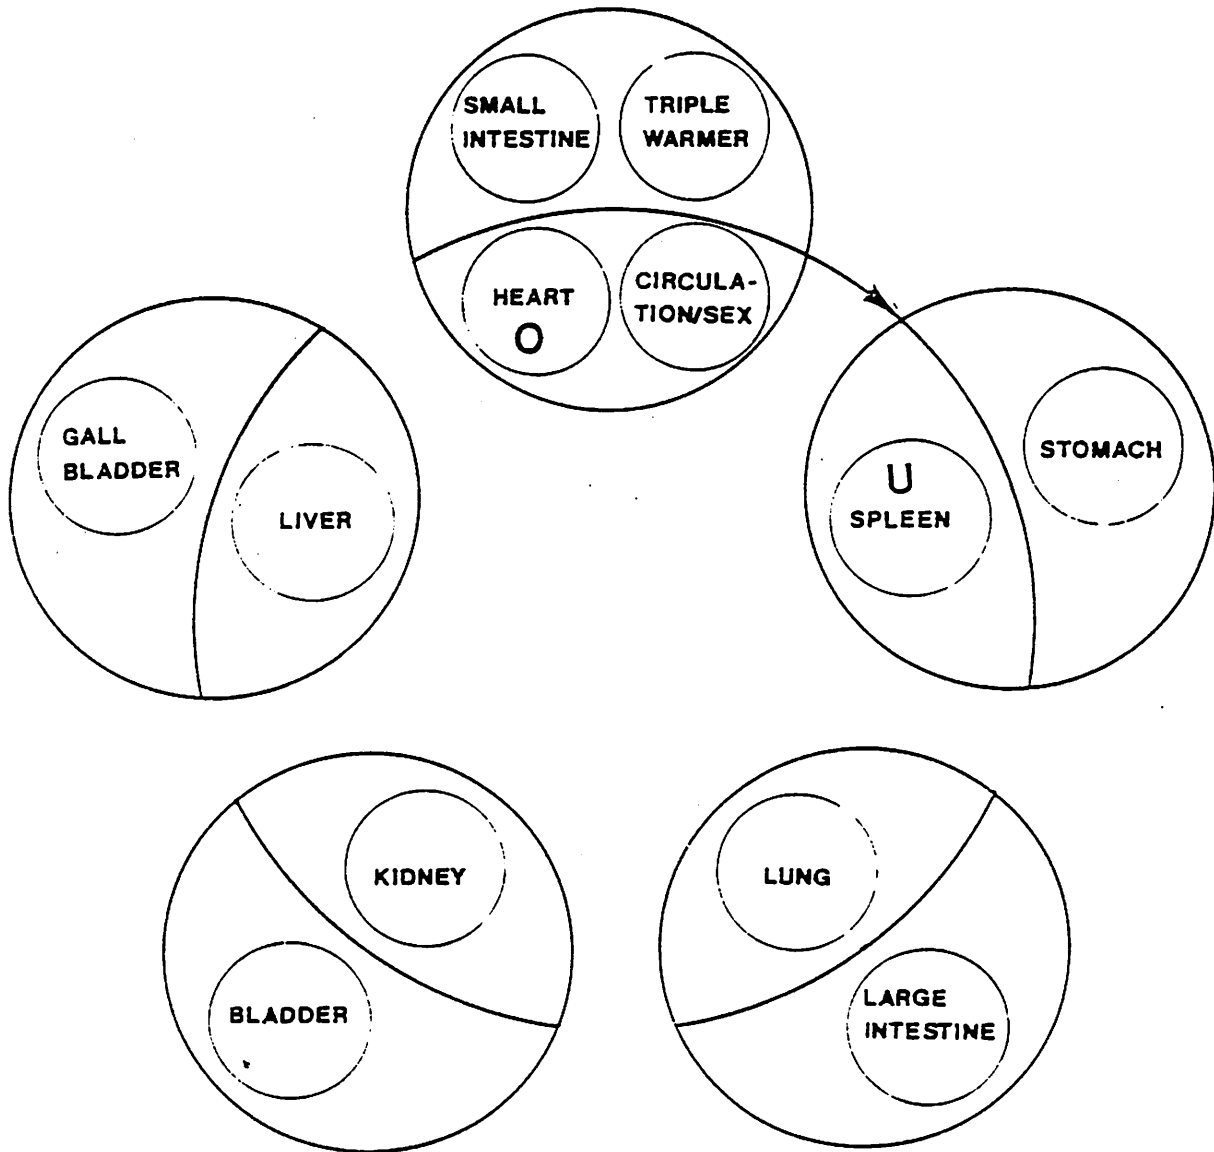 SMALL
INTESTINE
TRIPLE
WARMER
HEART
O
CIRCULA-
TION/SEX
GALL
BLADDER
LIVER
U
SPLEEN
STOMACH
KIDNEY
BLADDER
LUNG
LARGE
INTESTINE